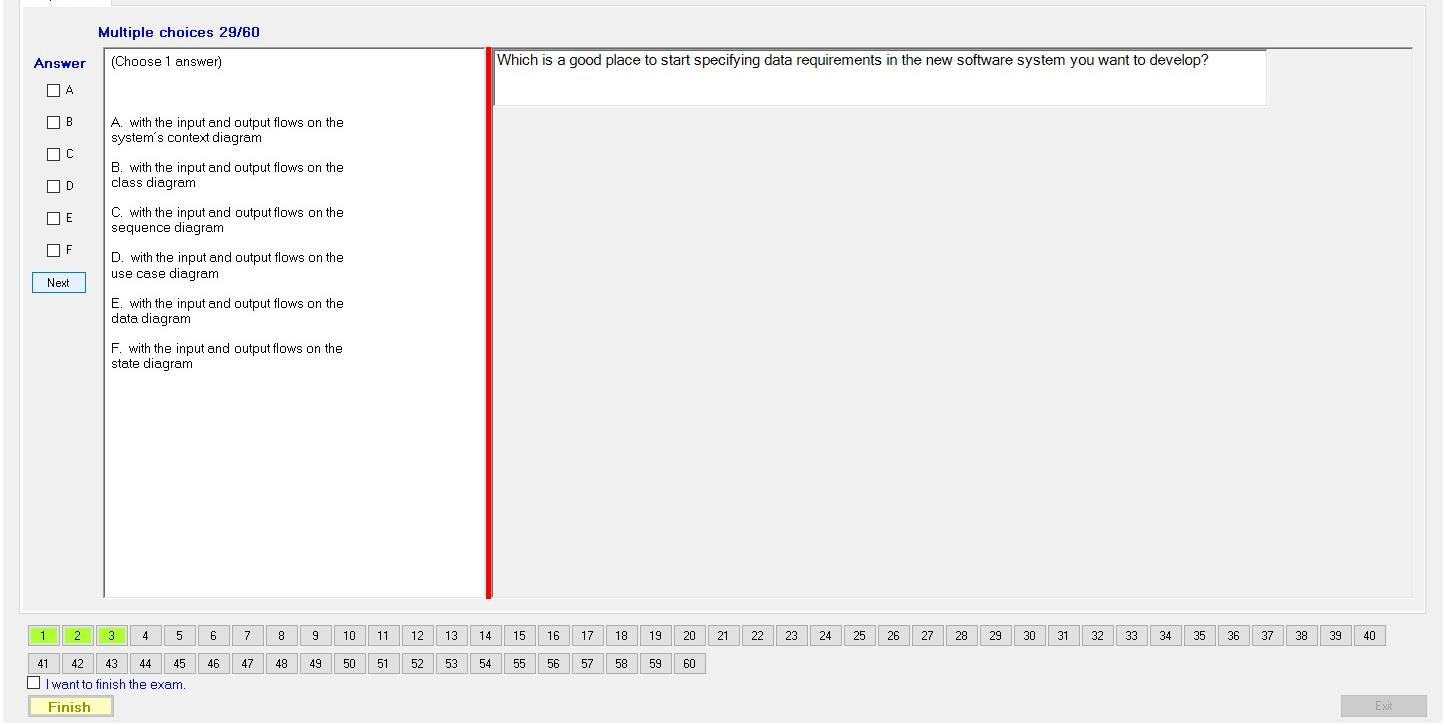 Multiple choices 29/60
Answer
(Choose 1 answer)
Which is a good place to start specifying data requirements in the new software system you want to develop?
A
B
C
D
E
F
Next
A. with the input and output flows on the
system's context diagram
B. with the input and output flows on the
class diagram
C. with the input and output flows on the
sequence diagram
D. with the input and output flows on the
use case diagram
E. with the input and output flows on the
data diagram
F. with the input and output flows on the
state diagram
1 2 3 4 5 6 7 8 9 10 11 12 13 14 15 16 17 18 19 20 21 22 23 24 25 26 27 28 29 30 31 32 33 34 35 36 37 38 39 40
41 42 43 44 45 46 47 48 49 50 51 52 53 54 55 56 57 58 59 60
I want to finish the exam.
Finish
Exit